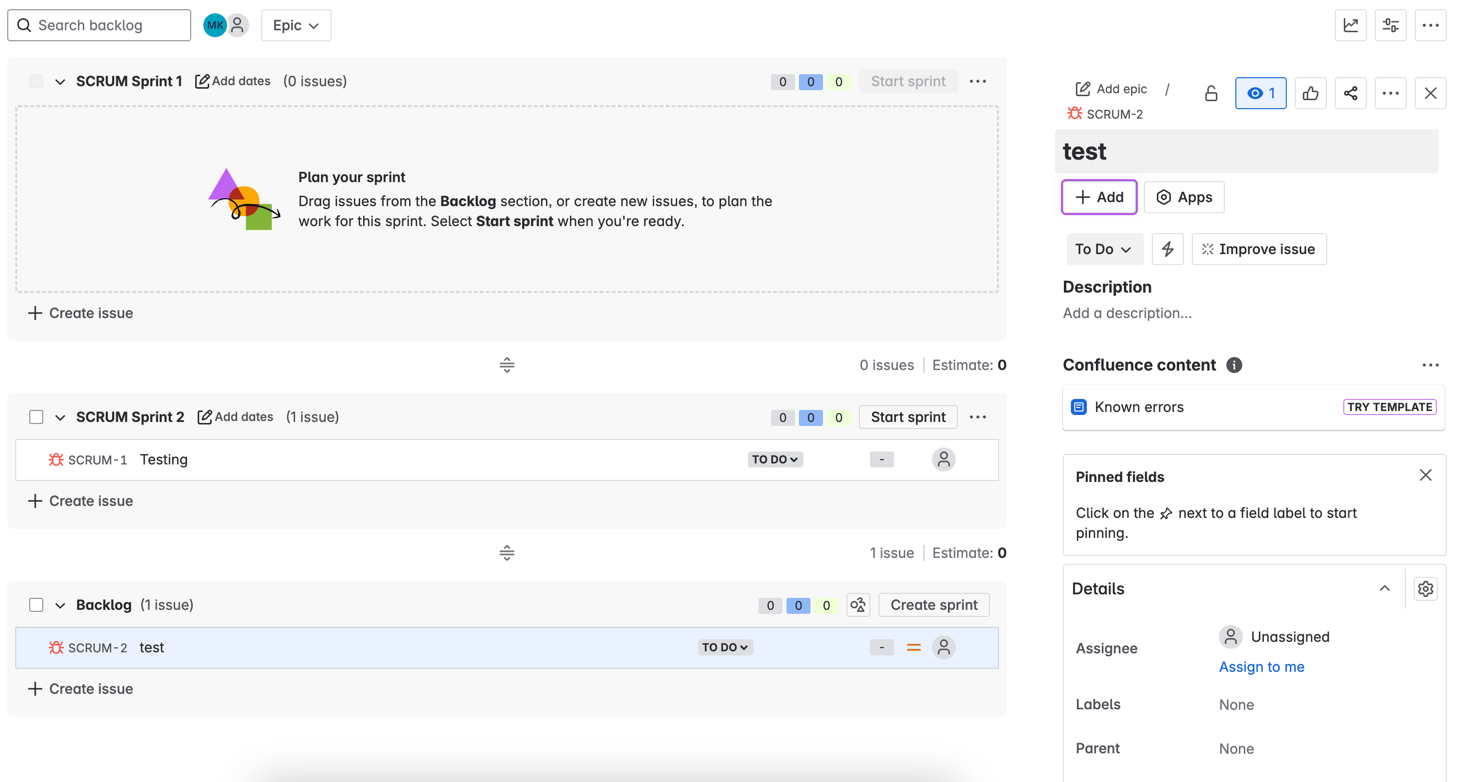 Search backlog
MK
Epic
SCRUM Sprint 1 Add dates (0 issues) 0 0 0 Start sprint
Plan your sprint
Drag issues from the Backlog section, or create new issues, to plan the
work for this sprint. Select Start sprint when you're ready.
Create issue
0 issues Estimate: 0
SCRUM Sprint 2 Add dates (1 issue) 0 0 0 Start sprint
SCRUM-1 Testing TO DO -
Create issue
1 issue Estimate: 0
Backlog (1 issue) 0 0 0 Create sprint
SCRUM-2 test TO DO -
Create issue
Add epic / 1
SCRUM-2
test
Add Apps
To Do Improve issue
Description
Add a description...
Confluence content
Known errors TRY TEMPLATE
Pinned fields
Click on the next to a field label to start
pinning.
Details
Assignee Unassigned
Assign to me
Labels None
Parent None